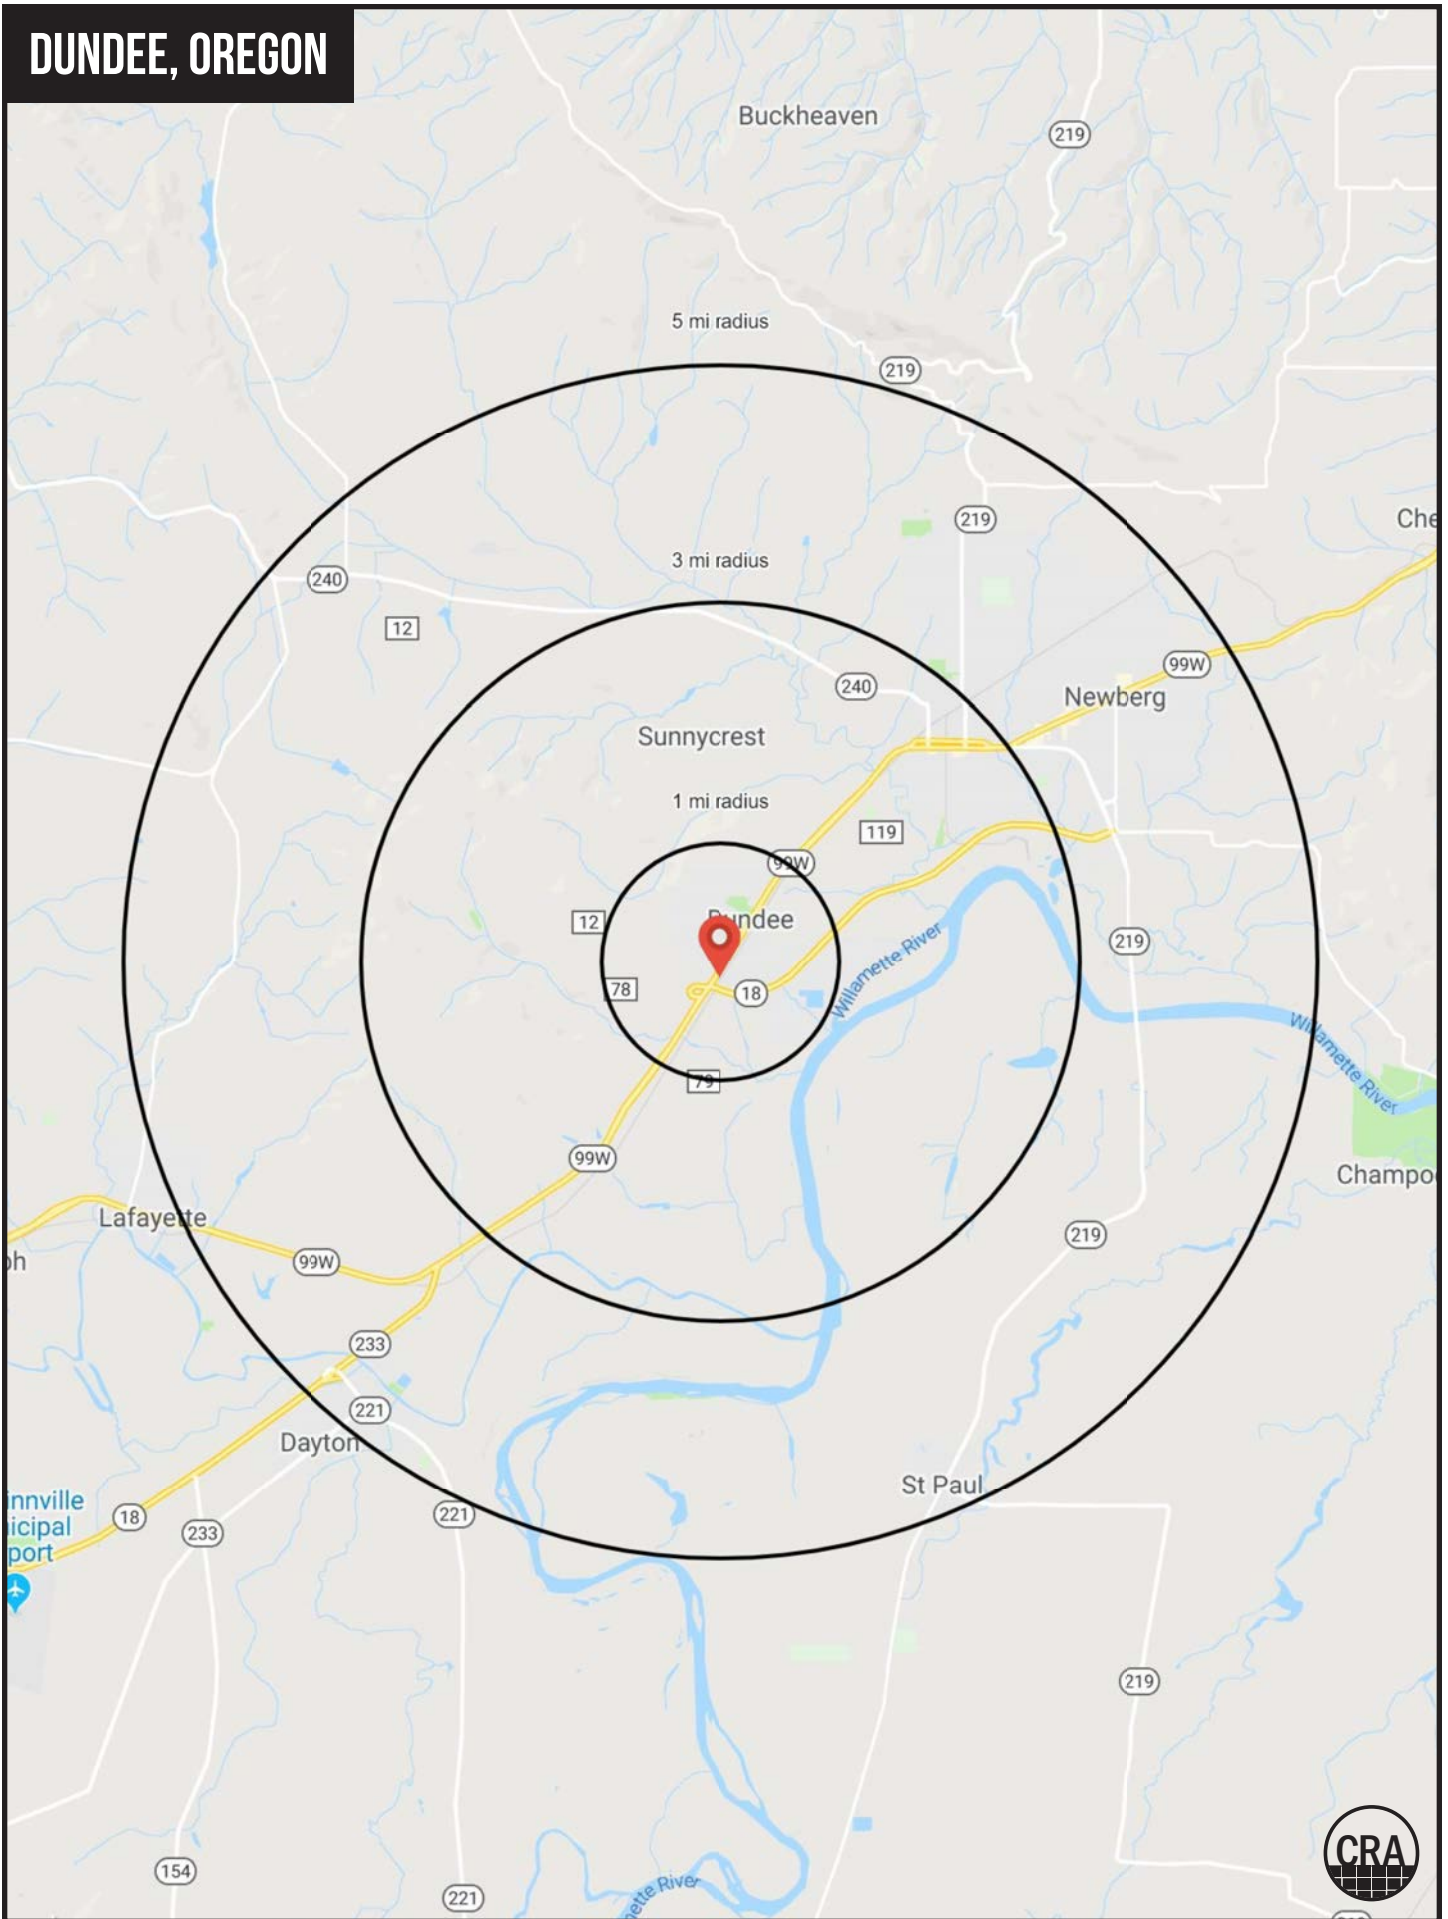 DUNDEE, OREGON
Buckheaven
219
5 mi radius
219
Che
219
3 mi radius
240
12
99W
240
Newberg
Sunnycrest
1 mi radius
119
99W
12
Dundee
Willamette River
219
78
18
Willamette River
79
99W
Champo
Lafayette
219
ph
99W
233
221
Dayton
St Paul
innville
icipal
port
18
221
233
219
CRA
154
ette River
221